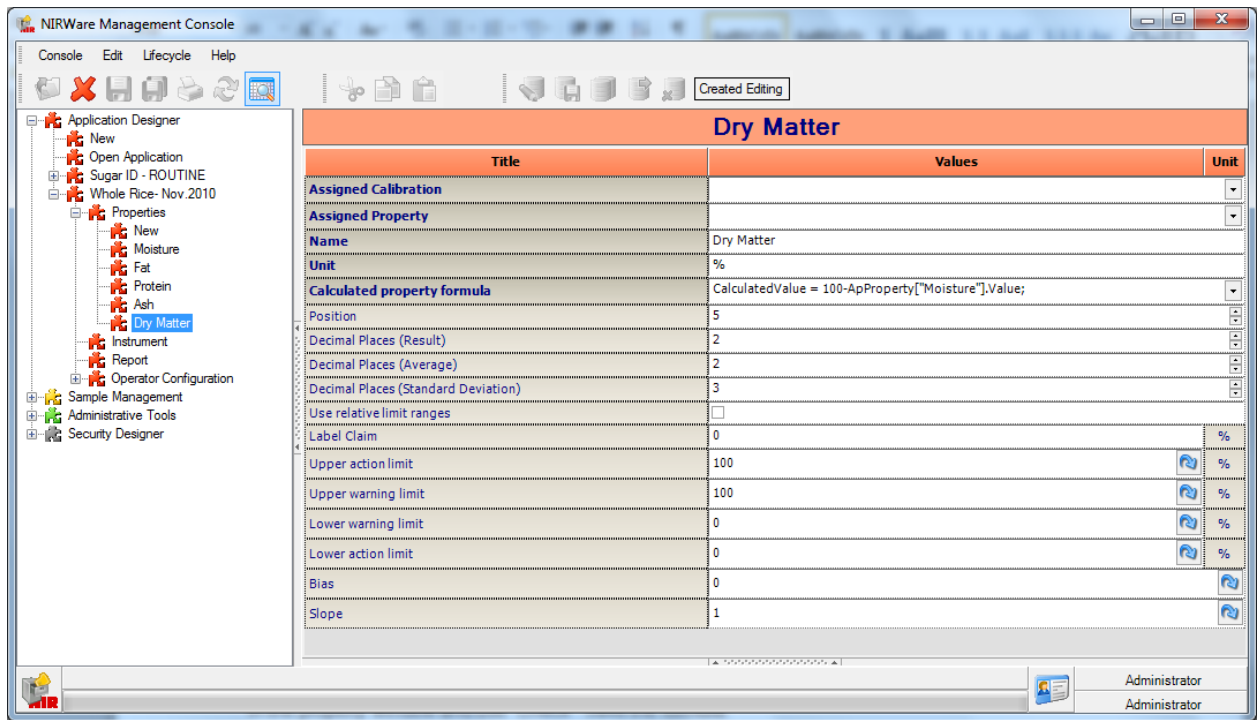 NIRWare Management Console
Console Edit Lifecycle Help
Created Editing
Application Designer
New
Open Application
Sugar ID - ROUTINE
Whole Rice- Nov.2010
Properties
New
Moisture
Fat
Protein
Ash
Dry Matter
Instrument
Report
Operator Configuration
Sample Management
Administrative Tools
Security Designer
Dry Matter
Title Values Unit
Assigned Calibration
Assigned Property
Name Dry Matter
Unit %
Calculated property formula CalculatedValue = 100-ApProperty["Moisture"].Value;
Position 5
Decimal Places (Result) 2
Decimal Places (Average) 2
Decimal Places (Standard Deviation) 3
Use relative limit ranges
Label Claim 0 %
Upper action limit 100 %
Upper warning limit 100 %
Lower warning limit 0 %
Lower action limit 0 %
Bias 0
Slope 1
NIR
Administrator
Administrator